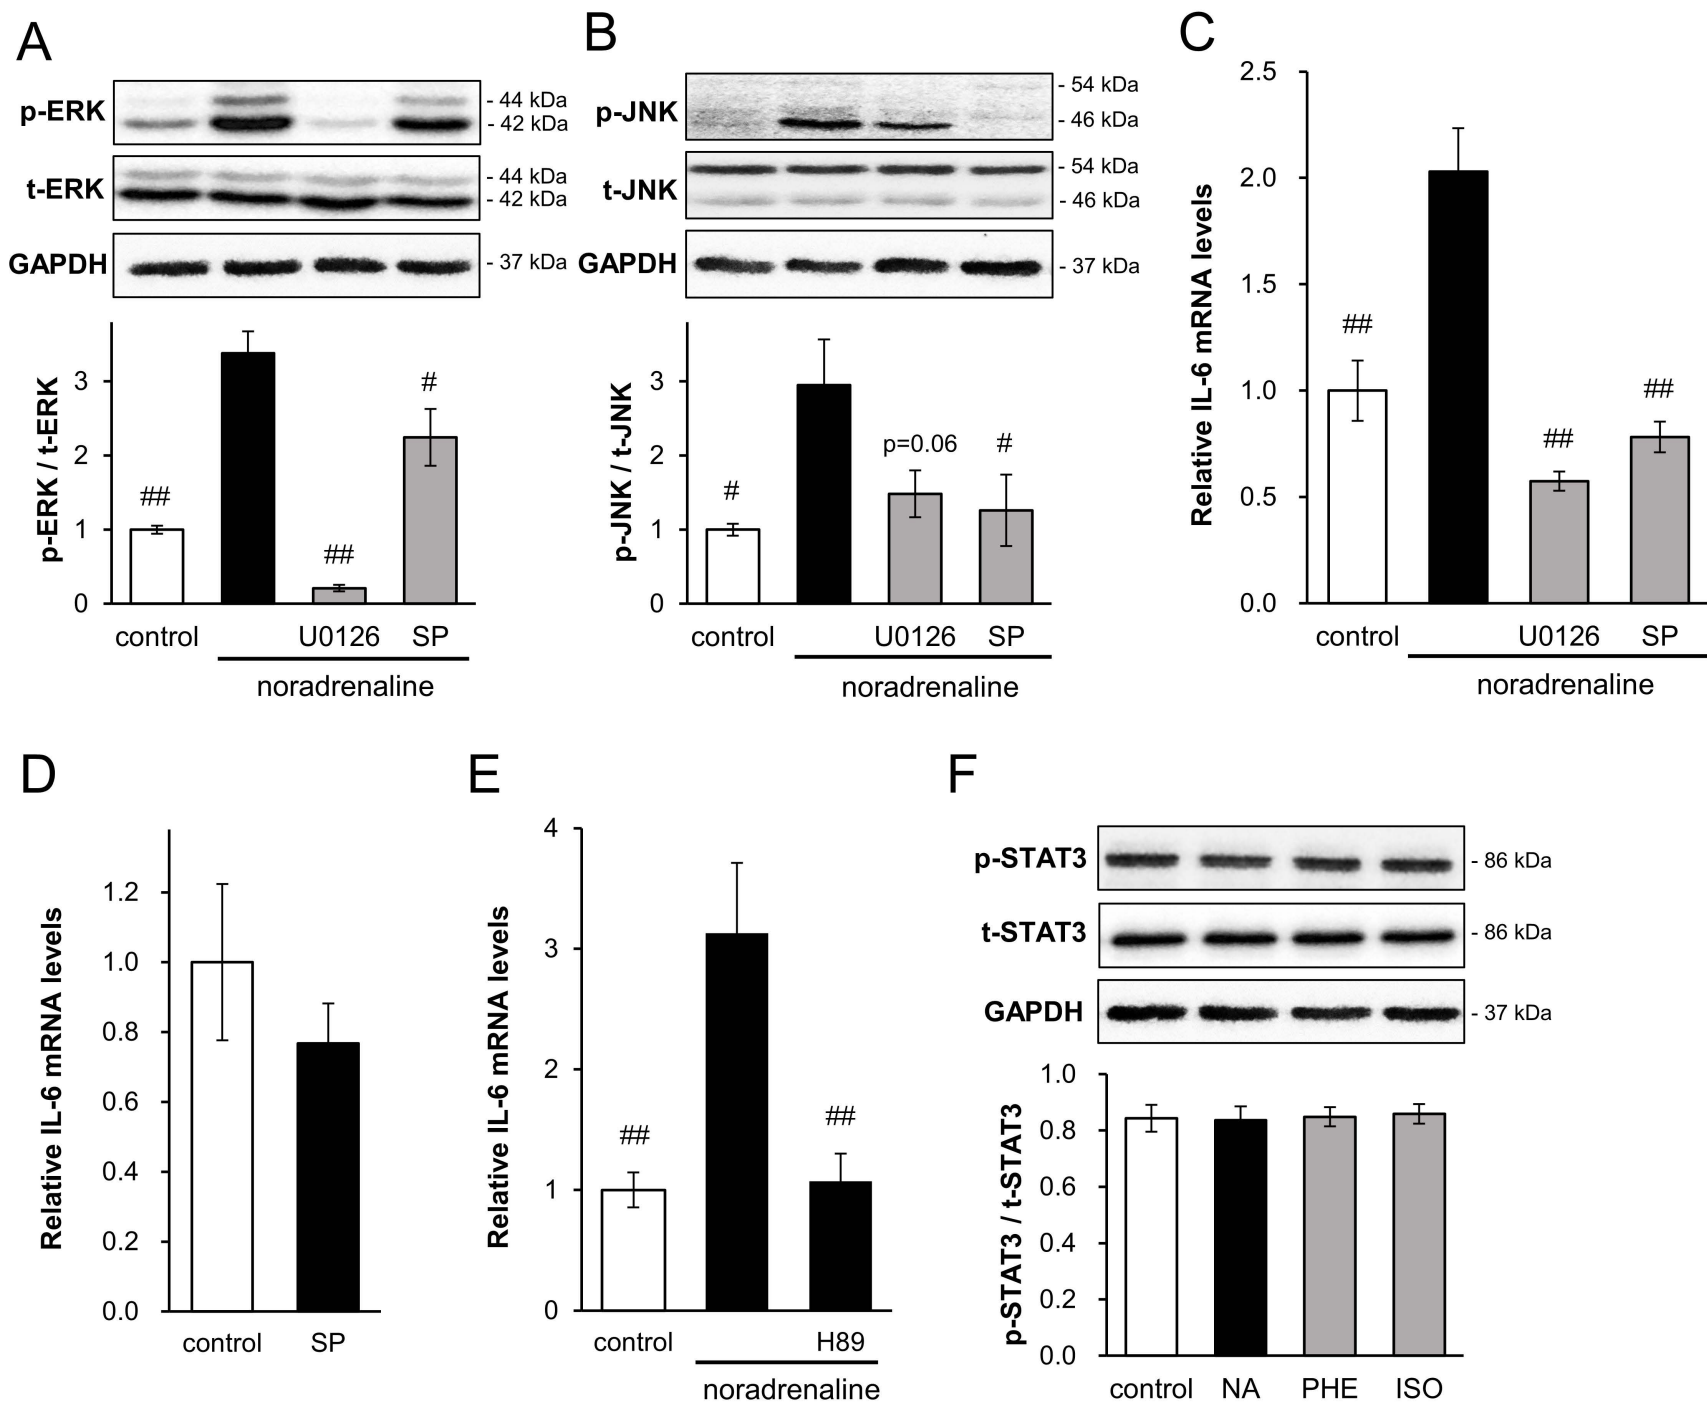 A
p-ERK
- 44 kDa
- 42 kDa
t-ERK
- 44 kDa
- 42 kDa
GAPDH
- 37 kDa
p-ERK / t-ERK
3
2
1
0
##
##
#
control
U0126
SP
noradrenaline
B
p-JNK
- 54 kDa
- 46 kDa
t-JNK
- 54 kDa
- 46 kDa
GAPDH
- 37 kDa
p-JNK / t-JNK
3
2
1
0
#
p=0.06
#
control
U0126
SP
noradrenaline
C
Relative IL-6 mRNA levels
2.5
2.0
1.5
1.0
0.5
0.0
##
##
##
control
U0126
SP
noradrenaline
D
Relative IL-6 mRNA levels
1.2
1.0
0.8
0.6
0.4
0.2
0.0
control
SP
E
Relative IL-6 mRNA levels
4
3
2
1
0
##
##
control
H89
noradrenaline
F
p-STAT3
- 86 kDa
t-STAT3
- 86 kDa
GAPDH
- 37 kDa
p-STAT3 / t-STAT3
1.0
0.8
0.6
0.4
0.2
0.0
control
NA
PHE
ISO